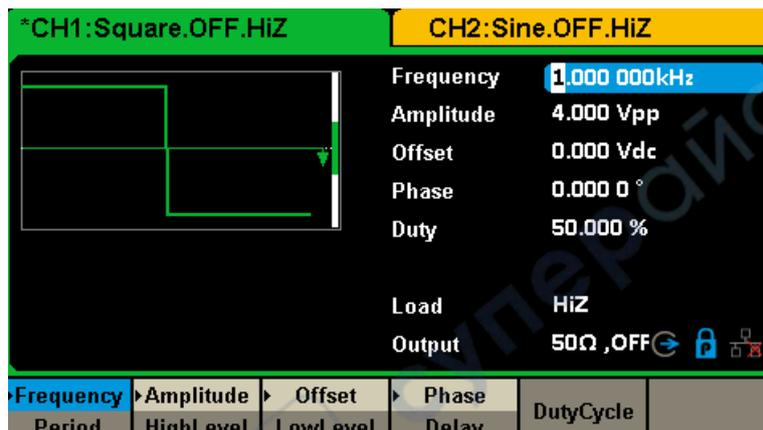 *CH1:Square.OFF.HiZ
CH2:Sine.OFF.HiZ
Frequency 1.000 000kHz
Amplitude 4.000 Vpp
Offset 0.000 Vdc
Phase 0.000 0 °
Duty 50.000 %
Load HiZ
Output 50Ω ,OFF
P
Frequency Amplitude Offset Phase
DutyCycle
Period HighLevel LowLevel Delay